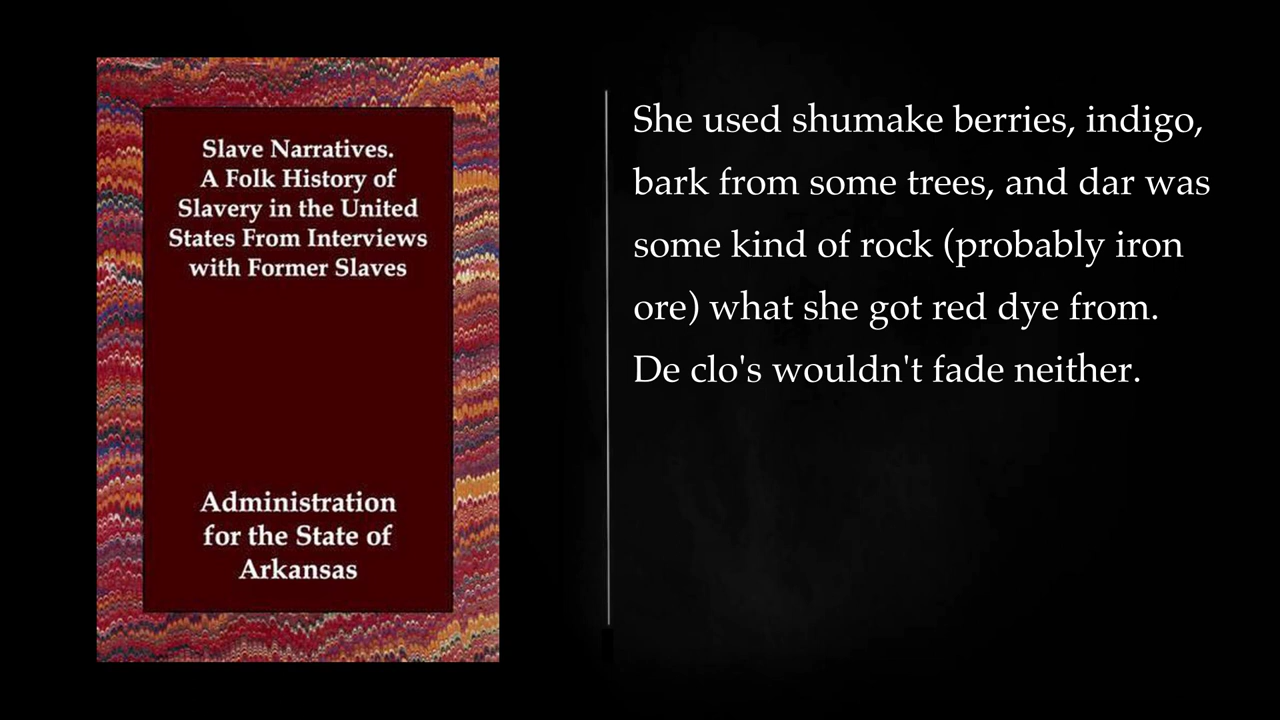 Slave Narratives.
A Folk History of
Slavery in the United
States From Interviews
with Former Slaves
Administration
for the State of
Arkansas
She used shumake berries, indigo,
bark from some trees, and dar was
some kind of rock (probably iron
ore) what she got red dye from.
De clo's wouldn't fade neither.